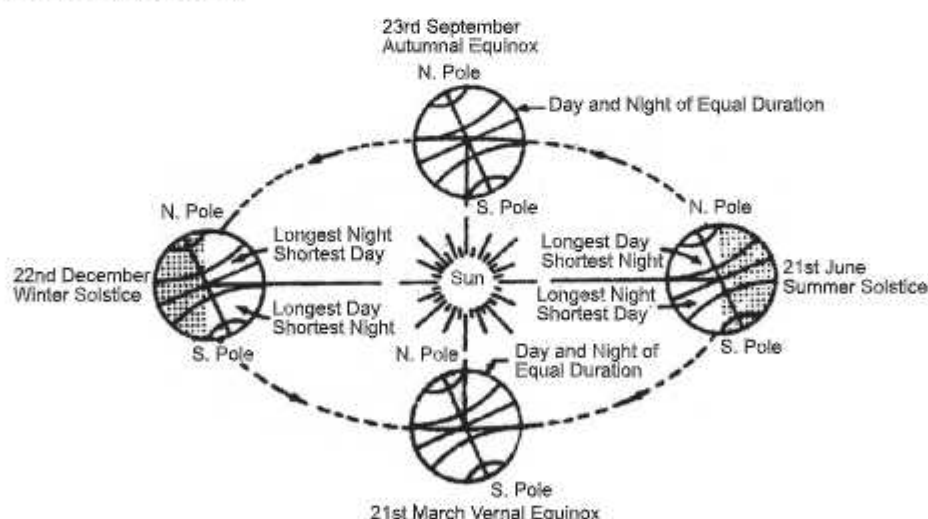 23rd September
Autumnal Equinox
N. Pole
Day and Night of Equal Duration
S. Pole
N. Pole
Longest Night
Shortest Day
22nd December
Winter Solstice
Longest Day
Shortest Night
S. Pole
Sun
N. Pole
Longest Day
Shortest Night
21st June
Summer Solstice
Longest Night
Shortest Day
S. Pole
N. Pole
Day and Night of
Equal Duration
S. Pole
21st March Vernal Equinox